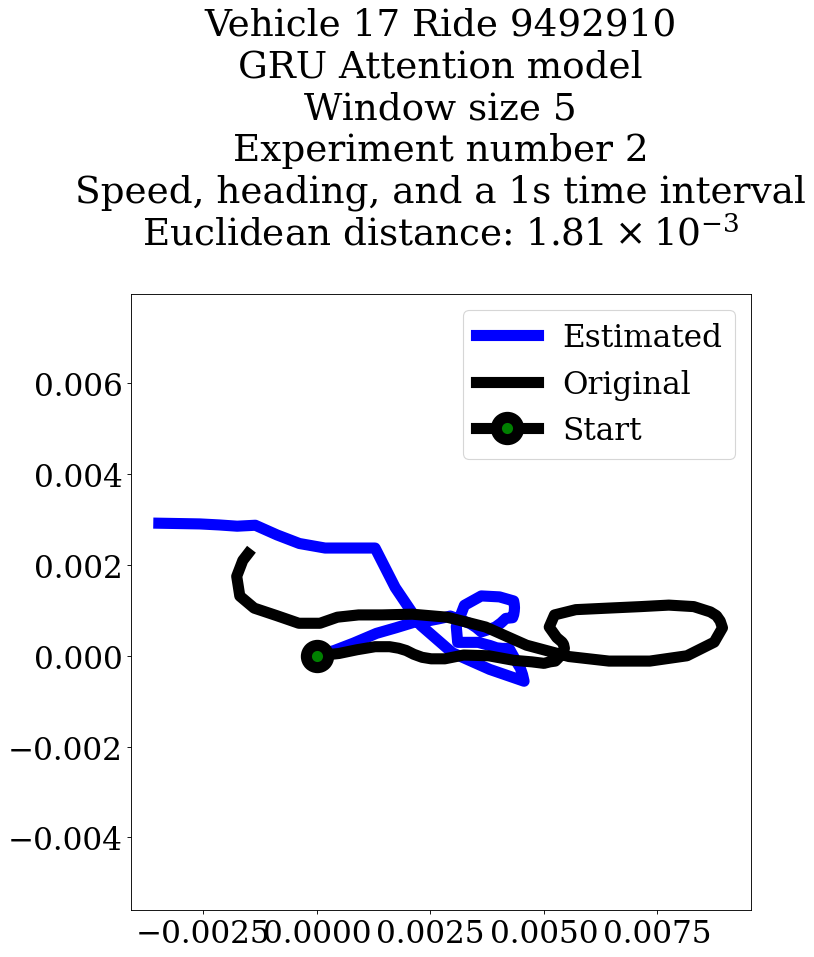 Vehicle 17 Ride 9492910
GRU Attention model
Window size 5
Experiment number 2
Speed, heading, and a 1s time interval
Euclidean distance: 1.81 × 10⁻³
Estimated
Original
Start
0.006
0.004
0.002
0.000
−0.002
−0.004
−0.0025 0.0000 0.0025 0.0050 0.0075